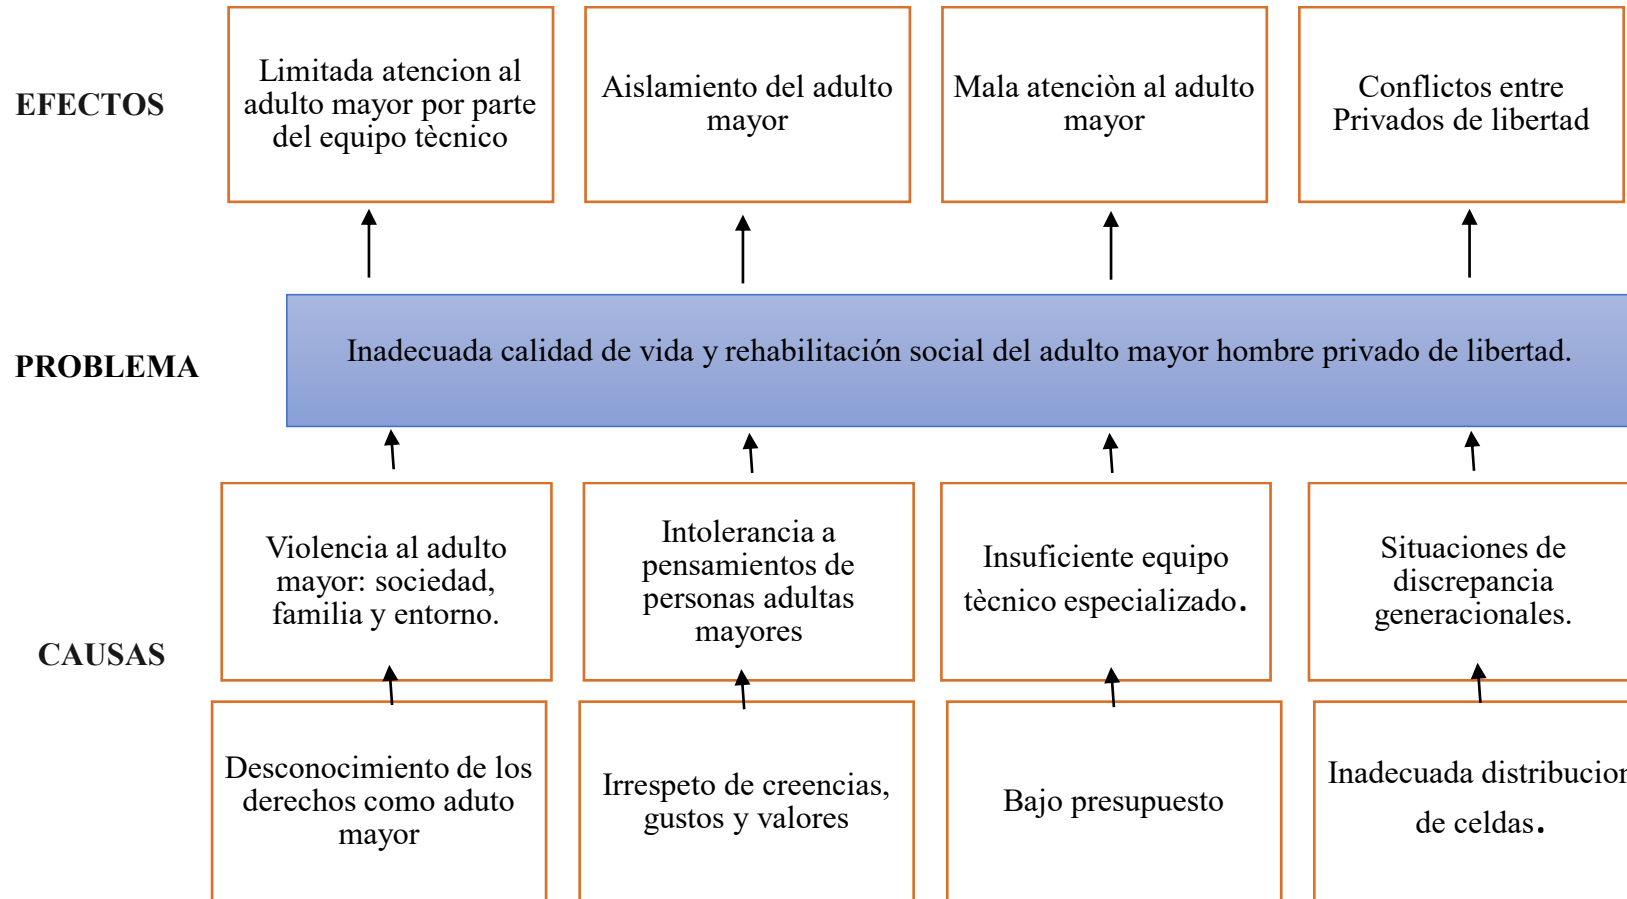 EFECTOS
Limitada atencion al
adulto mayor por parte
del equipo tècnico
Aislamiento del adulto
mayor
Mala atenciòn al adulto
mayor
Conflictos entre
Privados de libertad
PROBLEMA
Inadecuada calidad de vida y rehabilitación social del adulto mayor hombre privado de libertad.
CAUSAS
Violencia al adulto
mayor: sociedad,
familia y entorno.
Intolerancia a
pensamientos de
personas adultas
mayores
Insuficiente equipo
tècnico especializado.
Situaciones de
discrepancia
generacionales.
Desconocimiento de los
derechos como aduto
mayor
Irrespeto de creencias,
gustos y valores
Bajo presupuesto
Inadecuada distribucion
de celdas.